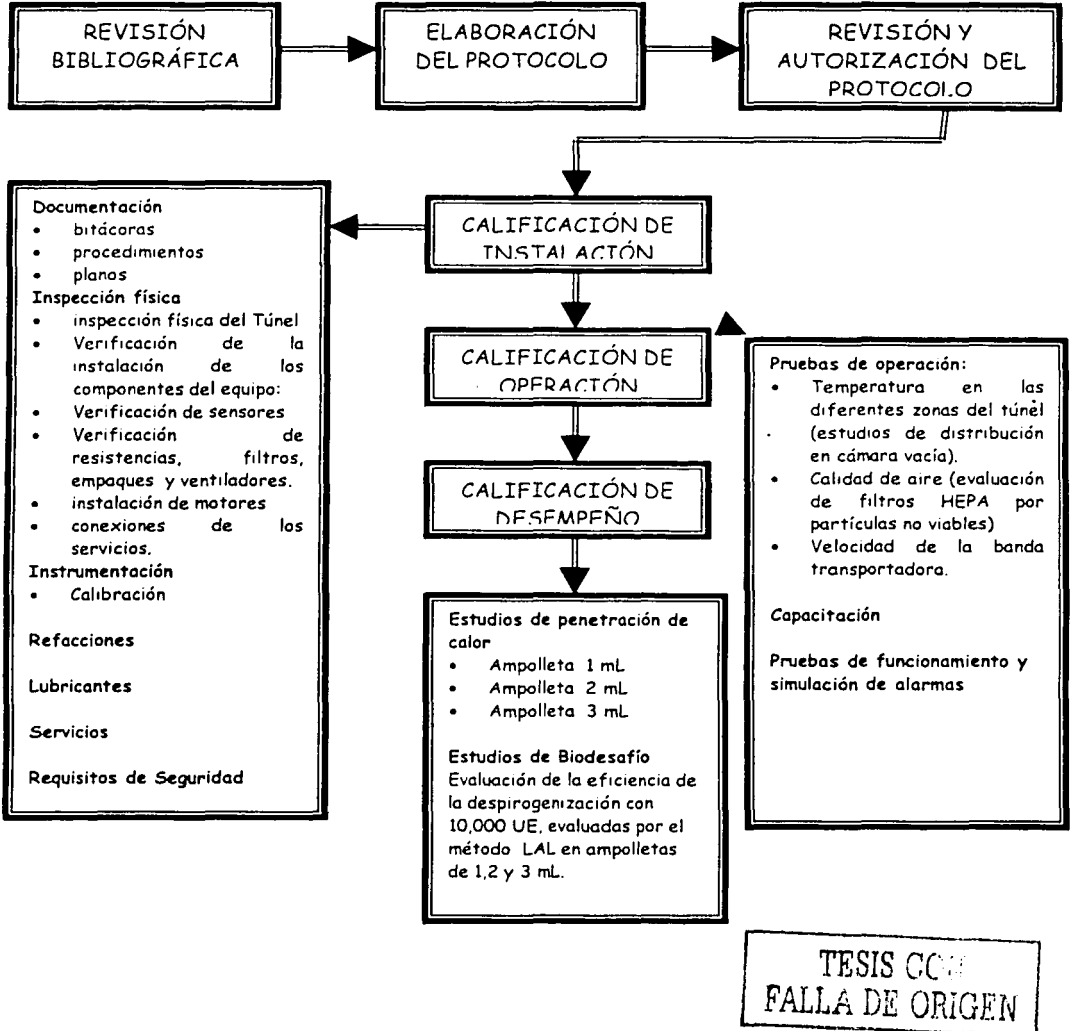 REVISIÓN
BIBLIOGRÁFICA
ELABORACIÓN
DEL PROTOCOLO
REVISIÓN Y
AUTORIZACIÓN DEL
PROTOCOLO
CALIFICACIÓN DE
INSTALACIÓN
Documentación
• bitácoras
• procedimientos
• planos
Inspección física
• inspección física del Túnel
• Verificación de la
instalación de los
componentes del equipo:
• Verificación de sensores
• Verificación de
resistencias, filtros,
empaques y ventiladores.
• instalación de motores
• conexiones de los
servicios.
Instrumentación
• Calibración
Refacciones
Lubricantes
Servicios
Requisitos de Seguridad
CALIFICACIÓN DE
OPERACIÓN
Pruebas de operación:
• Temperatura en las
diferentes zonas del túnel
(estudios de distribución
en cámara vacía).
• Calidad de aire (evaluación
de filtros HEPA por
partículas no viables)
• Velocidad de la banda
transportadora.
Capacitación
Pruebas de funcionamiento y
simulación de alarmas
CALIFICACIÓN DE
DESEMPEÑO
Estudios de penetración de
calor
• Ampolleta 1 mL
• Ampolleta 2 mL
• Ampolleta 3 mL
Estudios de Biodesafío
Evaluación de la eficiencia de
la despirogenización con
10,000 UE, evaluadas por el
método LAL en ampolletas
de 1,2 y 3 mL.
TESIS CON
FALLA DE ORIGEN